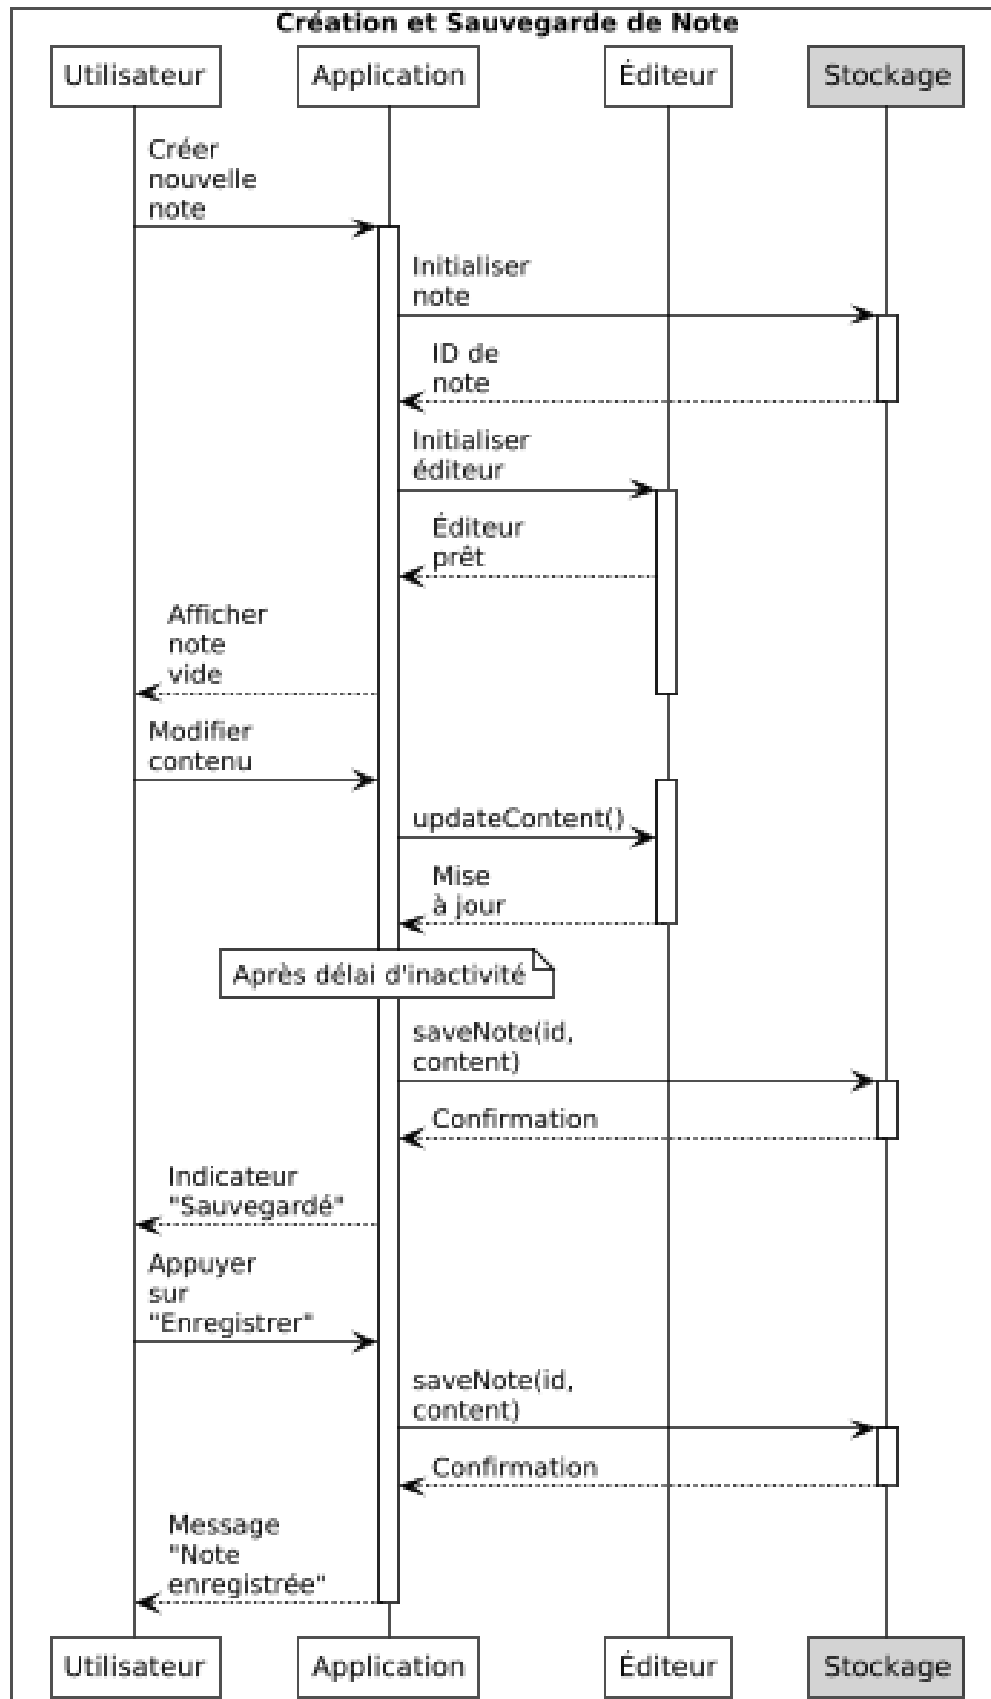 Création et Sauvegarde de Note
Utilisateur
Application
Éditeur
Stockage
Créer
nouvelle
note
Initialiser
note
ID de
note
Initialiser
éditeur
Éditeur
prêt
Afficher
note
vide
Modifier
contenu
updateContent()
Mise
à jour
Après délai d'inactivité
saveNote(id,
content)
Confirmation
Indicateur
"Sauvegardé"
Appuyer
sur
"Enregistrer"
saveNote(id,
content)
Confirmation
Message
"Note
enregistrée"
Utilisateur
Application
Éditeur
Stockage